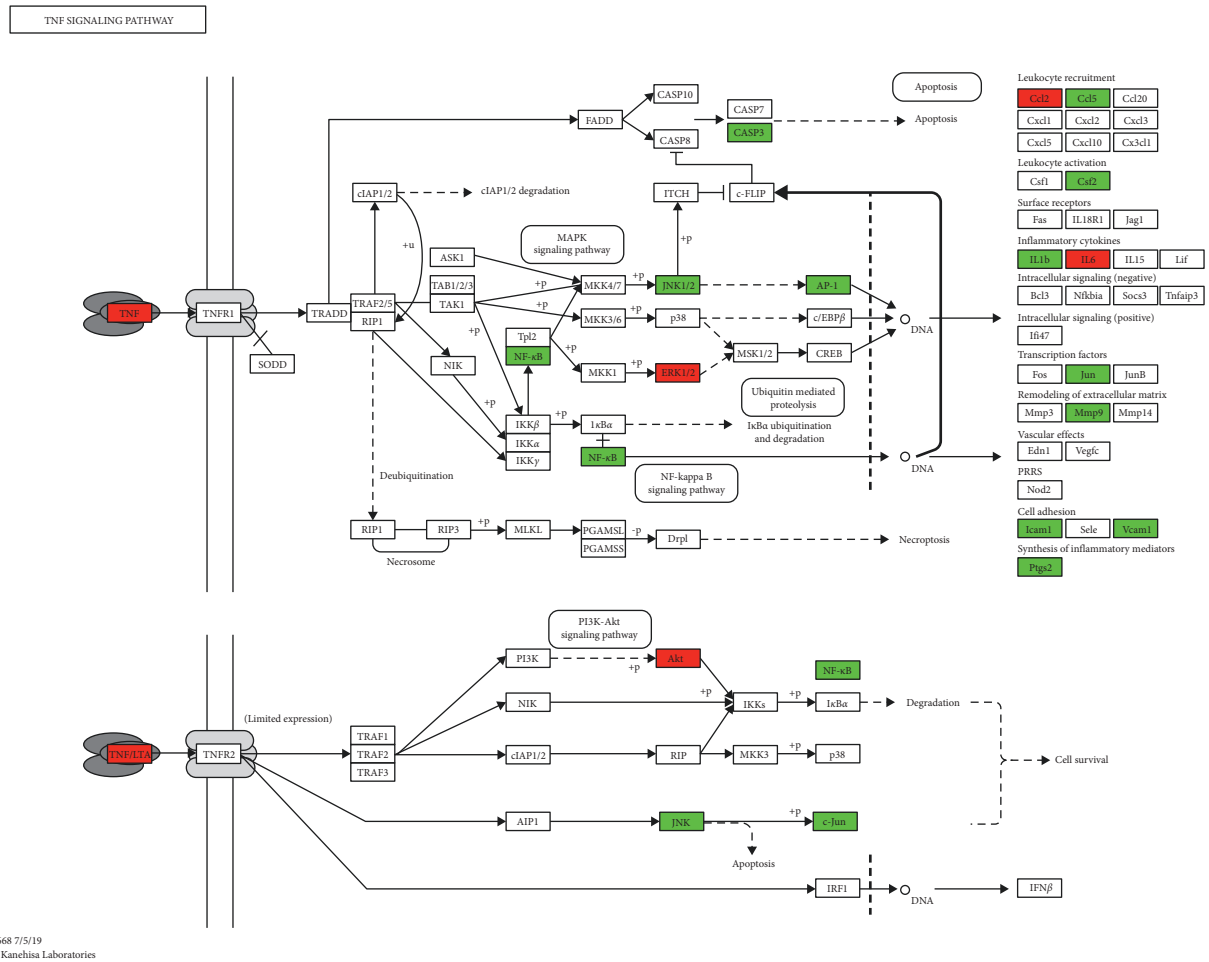 TNF SIGNALING PATHWAY
Apoptosis
CASP10
CASP7
FADD
Apoptosis
CASP3
CASP8
cIAP1/2
cIAP1/2 degradation
ITCH
c-FLIP
+u
+p
MAPK
signaling pathway
ASK1
TAB1/2/3
TAK1
+p
MKK4/7
+p
JNK1/2
AP-1
TNF
TNFR1
TRADD
TRAF2/5
RIP1
+p
MKK3/6
+p
p38
c/EBPβ
DNA
SODD
+p
Tpl2
NF-κB
+p
NIK
MKK1
+p
ERK1/2
MSK1/2
CREB
Ubiquitin mediated
proteolysis
+p
IKKβ
IKKα
IKKγ
+p
1κBα
IκBα ubiquitination
and degradation
NF-κB
DNA
NF-kappa B
signaling pathway
Deubiquitination
RIP1
RIP3
+p
MLKL
PGAMSL
PGAMSS
-p
Drpl
Necroptosis
Necrosome
Leukocyte recruitment
Ccl2 Ccl5 Ccl20
Cxcl1 Cxcl2 Cxcl3
Cxcl5 Cxcl10 Cx3cl1
Leukocyte activation
Csf1 Csf2
Surface receptors
Fas IL18R1 Jag1
Inflammatory cytokines
IL1b IL6 IL15 Lif
Intracellular signaling (negative)
Bcl3 Nfkbia Socs3 Tnfaip3
Intracellular signaling (positive)
Ifi47
Transcription factors
Fos Jun JunB
Remodeling of extracellular matrix
Mmp3 Mmp9 Mmp14
Vascular effects
Edn1 Vegfc
PRRS
Nod2
Cell adhesion
Icam1 Sele Vcam1
Synthesis of inflammatory mediators
Ptgs2
PI3K-Akt
signaling pathway
PI3K
+p
Akt
NF-κB
NIK
+p
IKKs
+p
IκBα
Degradation
(Limited expression)
TNF/LTA
TNFR2
TRAF1
TRAF2
TRAF3
cIAP1/2
RIP
MKK3
+p
p38
Cell survival
AIP1
JNK
+p
c-Jun
Apoptosis
IRF1
DNA
IFNβ
668 7/5/19
Kanehisa Laboratories